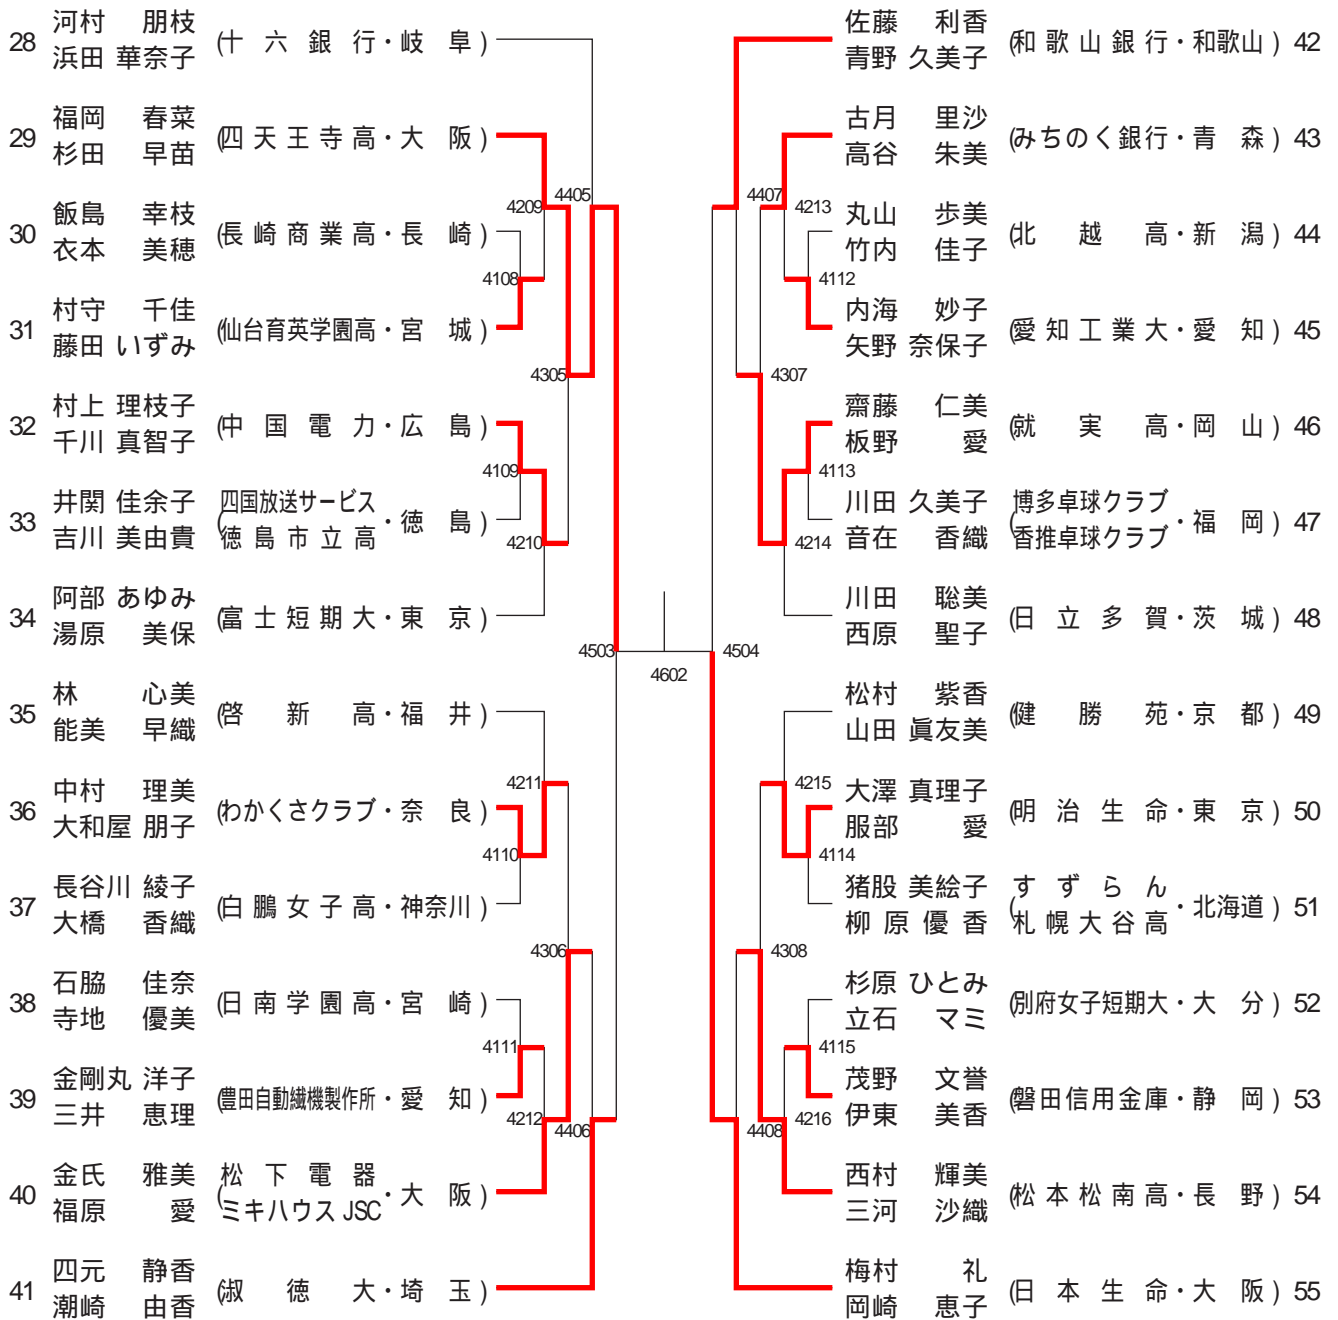 28 河村 朋枝 (十六銀行・岐阜)
浜田 華奈子
29 福岡 春菜 (四天王寺高・大阪)
杉田 早苗
30 飯島 幸枝 (長崎商業高・長崎)
衣本 美穂
31 村守 千佳 (仙台育英学園高・宮城)
藤田 いずみ
32 村上 理枝子 (中国電力・広島)
千川 真智子
33 井関 佳余子 (四国放送サービス・徳島)
吉川 美由貴 徳島市立高
34 阿部 あゆみ (富士短期大・東京)
湯原 美保
35 林 心美 (啓新高・福井)
能美 早織
36 中村 理美 (わかくさクラブ・奈良)
大和屋 朋子
37 長谷川 綾子 (白鵬女子高・神奈川)
大橋 香織
38 石脇 佳奈 (日南学園高・宮崎)
寺地 優美
39 金剛丸 洋子 (豊田自動繊機製作所・愛知)
三井 恵理
40 金氏 雅美 (松下電器・大阪)
福原 愛 ミキハウス JSC
41 四元 静香 (淑徳大・埼玉)
潮崎 由香
4209
4405
4108
4305
4109
4210
4503
4211
4110
4306
4111
4212
4406
4602
4407
4213
4112
4307
4113
4214
4504
4215
4114
4308
4115
4216
4408
佐藤 利香 (和歌山銀行・和歌山) 42
青野 久美子
古月 里沙 (みちのく銀行・青森) 43
高谷 朱美
丸山 歩美 (北越高・新潟) 44
竹内 佳子
内海 妙子 (愛知工業大・愛知) 45
矢野 奈保子
齋藤 仁美 (就実高・岡山) 46
板野 愛
川田 久美子 (博多卓球クラブ・福岡) 47
音在 香織 香推卓球クラブ
川田 聡美 (日立多賀・茨城) 48
西原 聖子
松村 紫香 (健勝苑・京都) 49
山田 眞友美
大澤 真理子 (明治生命・東京) 50
服部 愛
猪股 美絵子 (すずらん・北海道) 51
柳原優香 札幌大谷高
杉原 ひとみ (別府女子短期大・大分) 52
立石 マミ
茂野 文誉 (磐田信用金庫・静岡) 53
伊東 美香
西村 輝美 (松本松南高・長野) 54
三河 沙織
梅村 礼 (日本生命・大阪) 55
岡崎 恵子